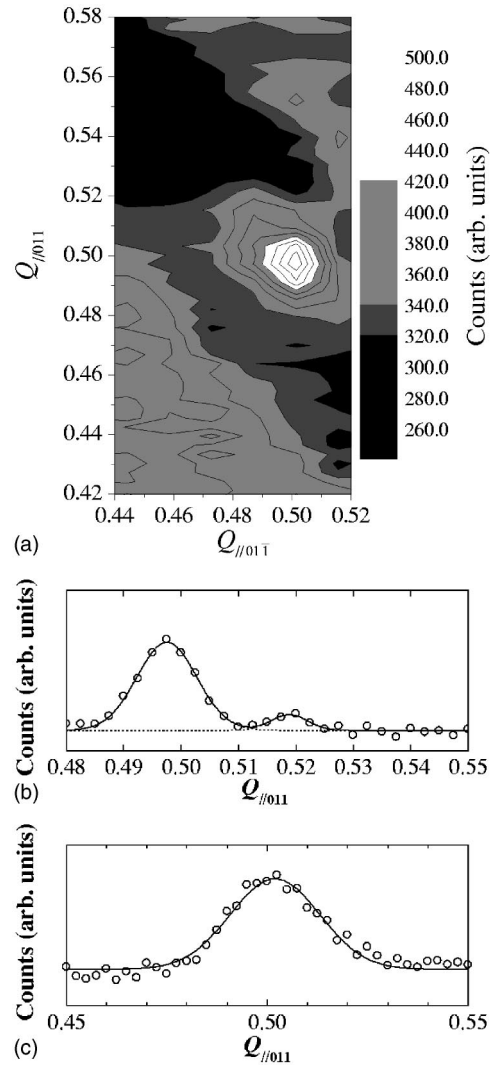 0.58
0.56
0.54
0.52
0.50
0.48
0.46
0.44
0.42
Q//011
0.44 0.46 0.48 0.50 0.52
Q//011̅
500.0
480.0
460.0
440.0
420.0
400.0
380.0
360.0
340.0
320.0
300.0
280.0
260.0
Counts (arb. units)
(a)
Counts (arb. units)
0.48 0.49 0.50 0.51 0.52 0.53 0.54 0.55
(b)
Q//011
Counts (arb. units)
0.45 0.50 0.55
(c)
Q//011